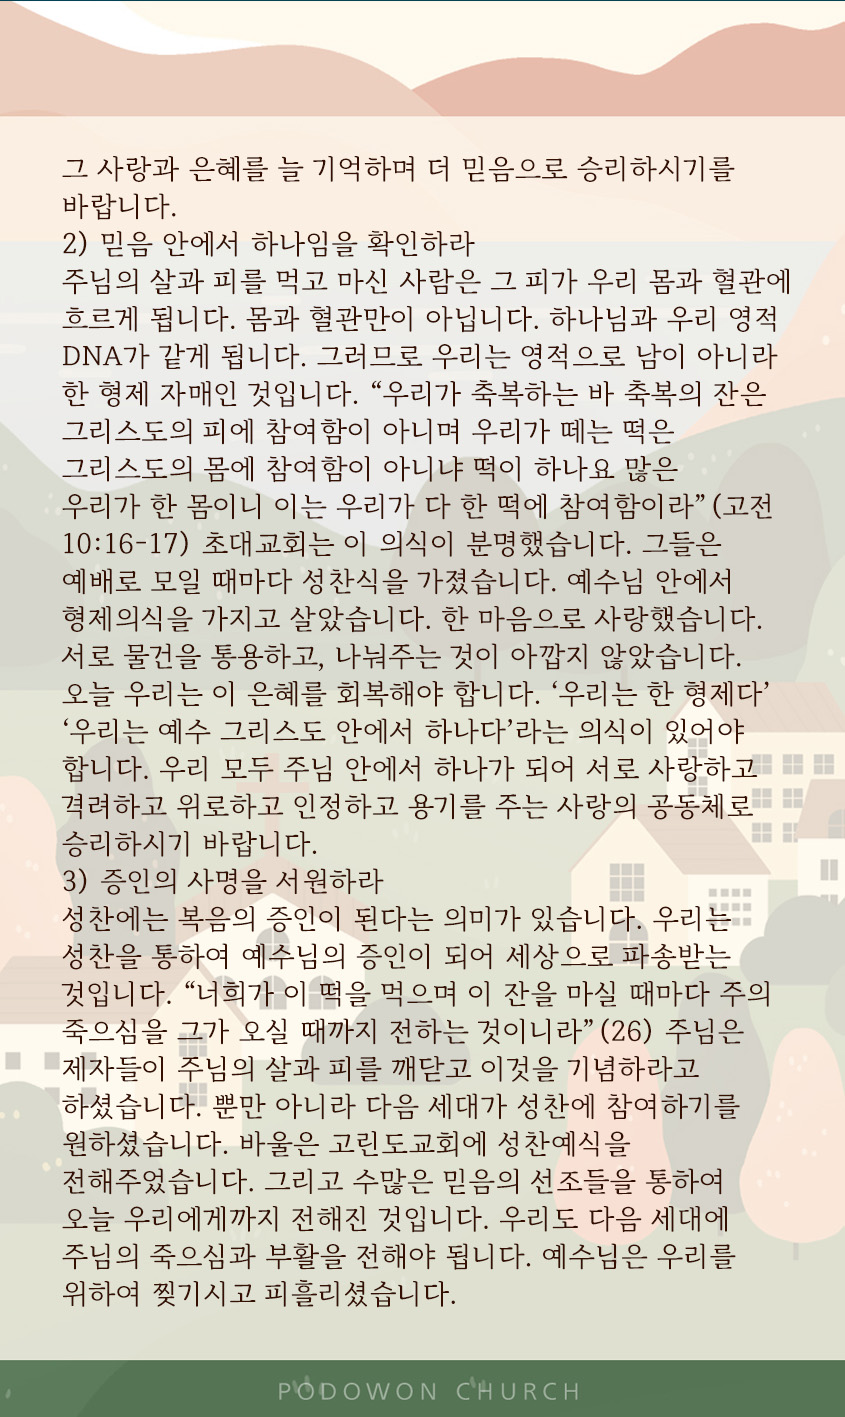 그 사랑과 은혜를 늘 기억하며 더 믿음으로 승리하시기를
바랍니다.
2) 믿음 안에서 하나임을 확인하라
주님의 살과 피를 먹고 마신 사람은 그 피가 우리 몸과 혈관에
흐르게 됩니다. 몸과 혈관만이 아닙니다. 하나님과 우리 영적
DNA가 같게 됩니다. 그러므로 우리는 영적으로 남이 아니라
한 형제 자매인 것입니다. “우리가 축복하는 바 축복의 잔은
그리스도의 피에 참여함이 아니며 우리가 떼는 떡은
그리스도의 몸에 참여함이 아니냐 떡이 하나요 많은
우리가 한 몸이니 이는 우리가 다 한 떡에 참여함이라”(고전
10:16-17) 초대교회는 이 의식이 분명했습니다. 그들은
예배로 모일 때마다 성찬식을 가졌습니다. 예수님 안에서
형제의식을 가지고 살았습니다. 한 마음으로 사랑했습니다.
서로 물건을 통용하고, 나눠주는 것이 아깝지 않았습니다.
오늘 우리는 이 은혜를 회복해야 합니다. ‘우리는 한 형제다’
‘우리는 예수 그리스도 안에서 하나다’라는 의식이 있어야
합니다. 우리 모두 주님 안에서 하나가 되어 서로 사랑하고
격려하고 위로하고 인정하고 용기를 주는 사랑의 공동체로
승리하시기 바랍니다.
3) 증인의 사명을 서원하라
성찬에는 복음의 증인이 된다는 의미가 있습니다. 우리는
성찬을 통하여 예수님의 증인이 되어 세상으로 파송받는
것입니다. “너희가 이 떡을 먹으며 이 잔을 마실 때마다 주의
죽으심을 그가 오실 때까지 전하는 것이니라”(26) 주님은
제자들이 주님의 살과 피를 깨닫고 이것을 기념하라고
하셨습니다. 뿐만 아니라 다음 세대가 성찬에 참여하기를
원하셨습니다. 바울은 고린도교회에 성찬예식을
전해주었습니다. 그리고 수많은 믿음의 선조들을 통하여
오늘 우리에게까지 전해진 것입니다. 우리도 다음 세대에
주님의 죽으심과 부활을 전해야 됩니다. 예수님은 우리를
위하여 찢기시고 피흘리셨습니다.
PODOWON CHURCH